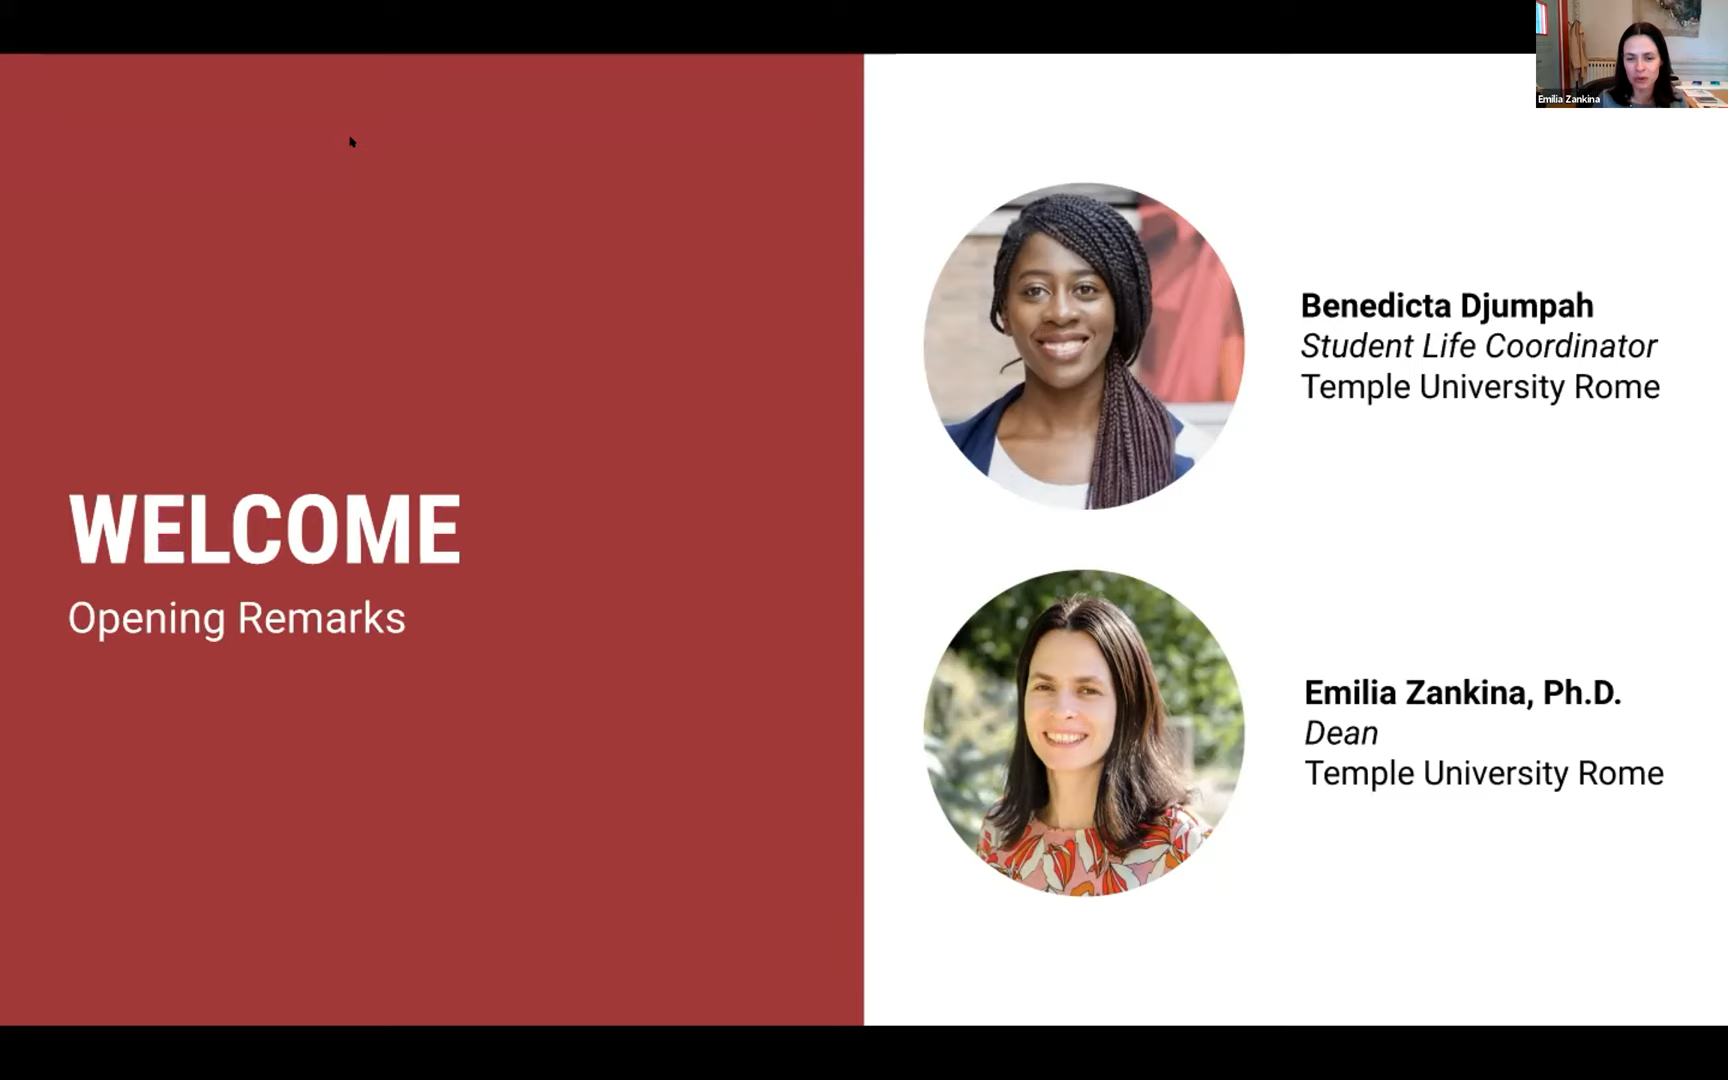 Emilia Zankina
WELCOME
Opening Remarks
Benedicta Djumpah
Student Life Coordinator
Temple University Rome
Emilia Zankina, Ph.D.
Dean
Temple University Rome